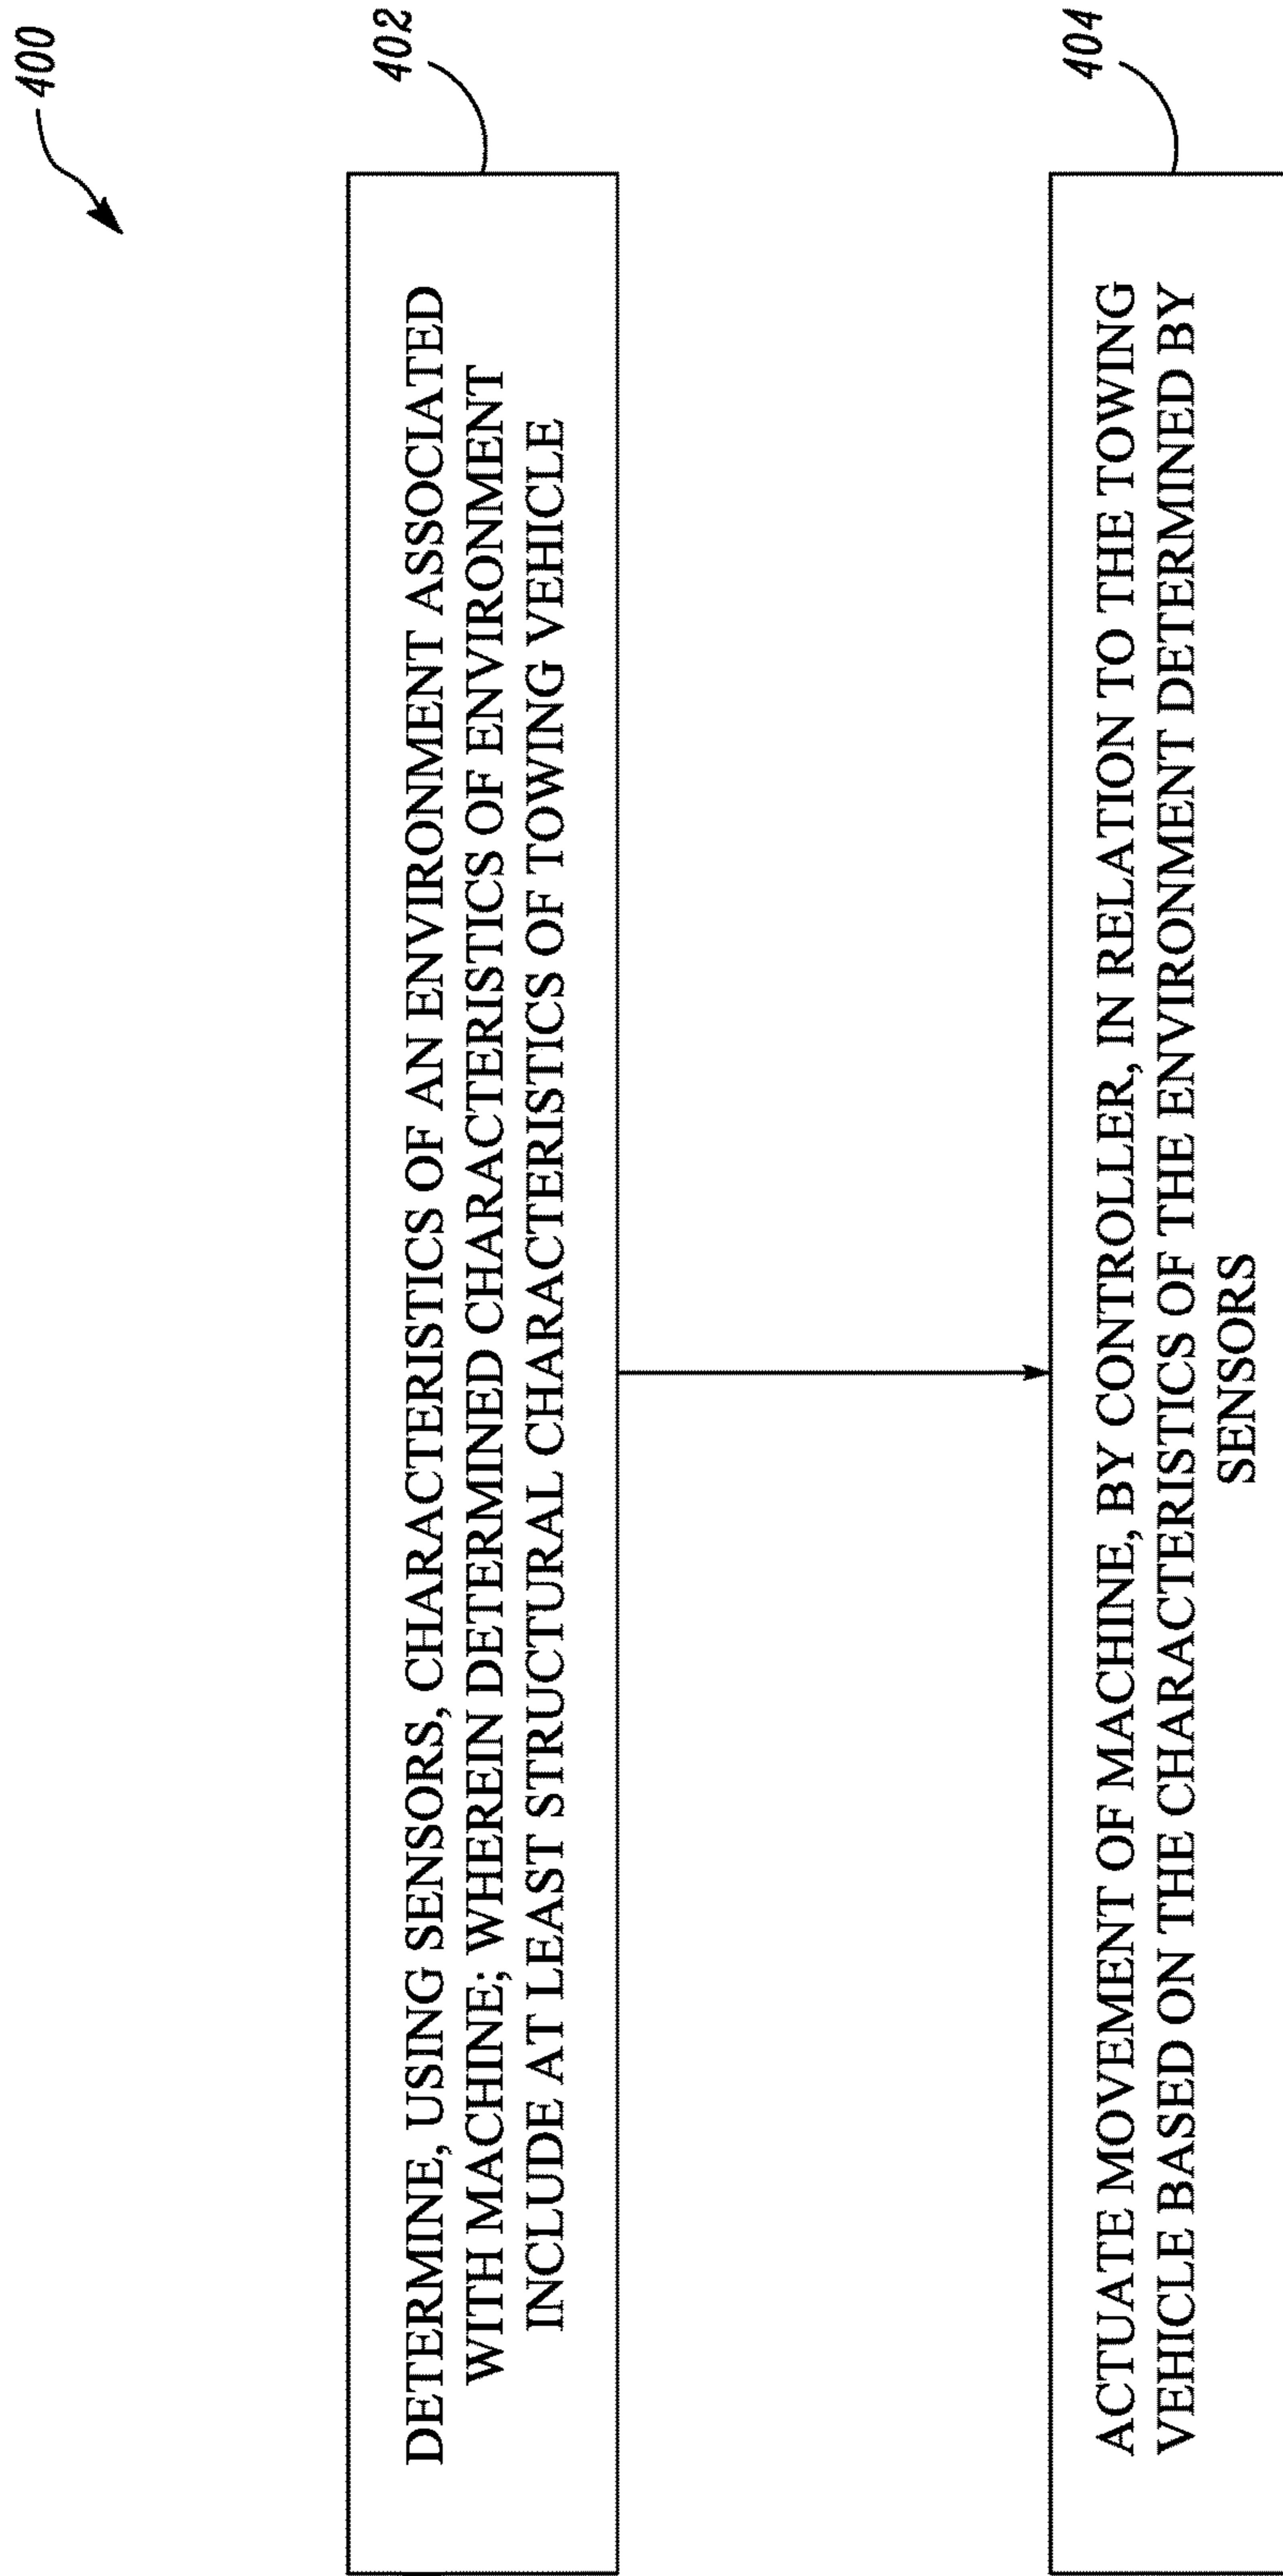 400
402
DETERMINE, USING SENSORS, CHARACTERISTICS OF AN ENVIRONMENT ASSOCIATED
WITH MACHINE; WHEREIN DETERMINED CHARACTERISTICS OF ENVIRONMENT
INCLUDE AT LEAST STRUCTURAL CHARACTERISTICS OF TOWING VEHICLE
404
ACTUATE MOVEMENT OF MACHINE, BY CONTROLLER, IN RELATION TO THE TOWING
VEHICLE BASED ON THE CHARACTERISTICS OF THE ENVIRONMENT DETERMINED BY
SENSORS